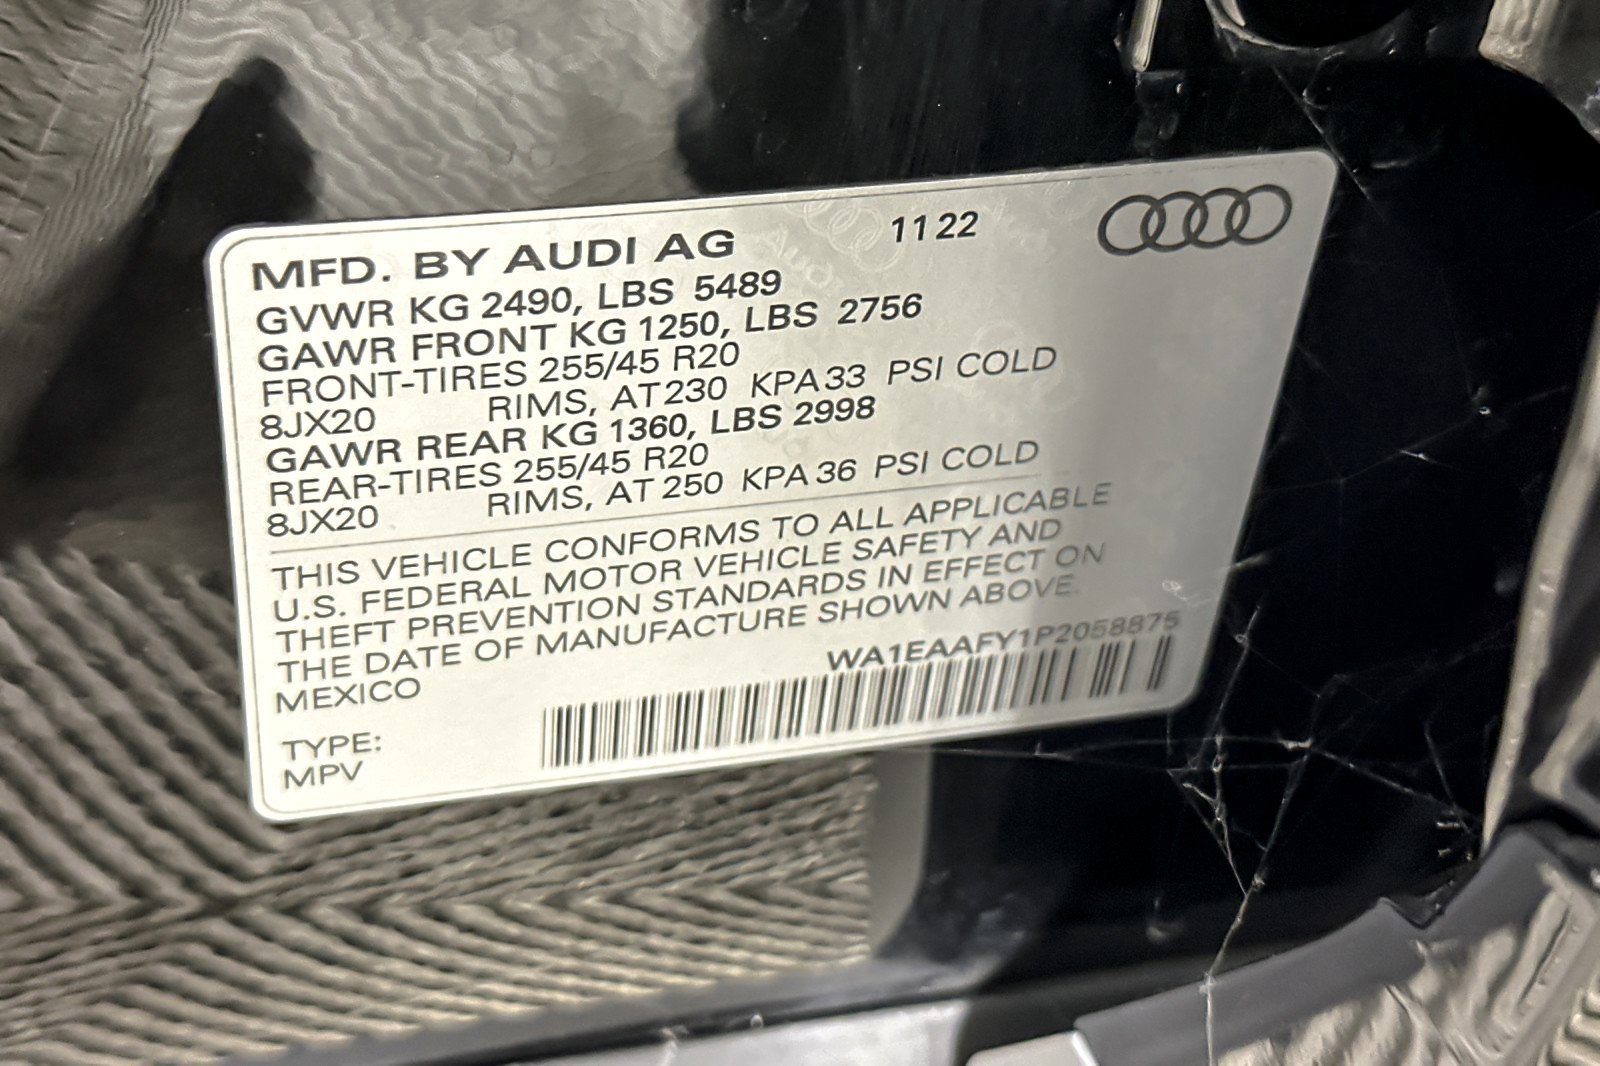 MFD. BY AUDI AG 11 22
GVWR KG 2490, LBS 5489
GAWR FRONT KG 1250, LBS 2756
FRONT-TIRES 255/45 R20
8JX20 RIMS, AT 230 KPA 33 PSI COLD
GAWR REAR KG 1360, LBS 2998
REAR-TIRES 255/45 R20
8JX20 RIMS, AT 250 KPA 36 PSI COLD
THIS VEHICLE CONFORMS TO ALL APPLICABLE
U.S. FEDERAL MOTOR VEHICLE SAFETY AND
THEFT PREVENTION STANDARDS IN EFFECT ON
THE DATE OF MANUFACTURE SHOWN ABOVE.
MEXICO WA1EAAFY1P2058875
TYPE:
MPV